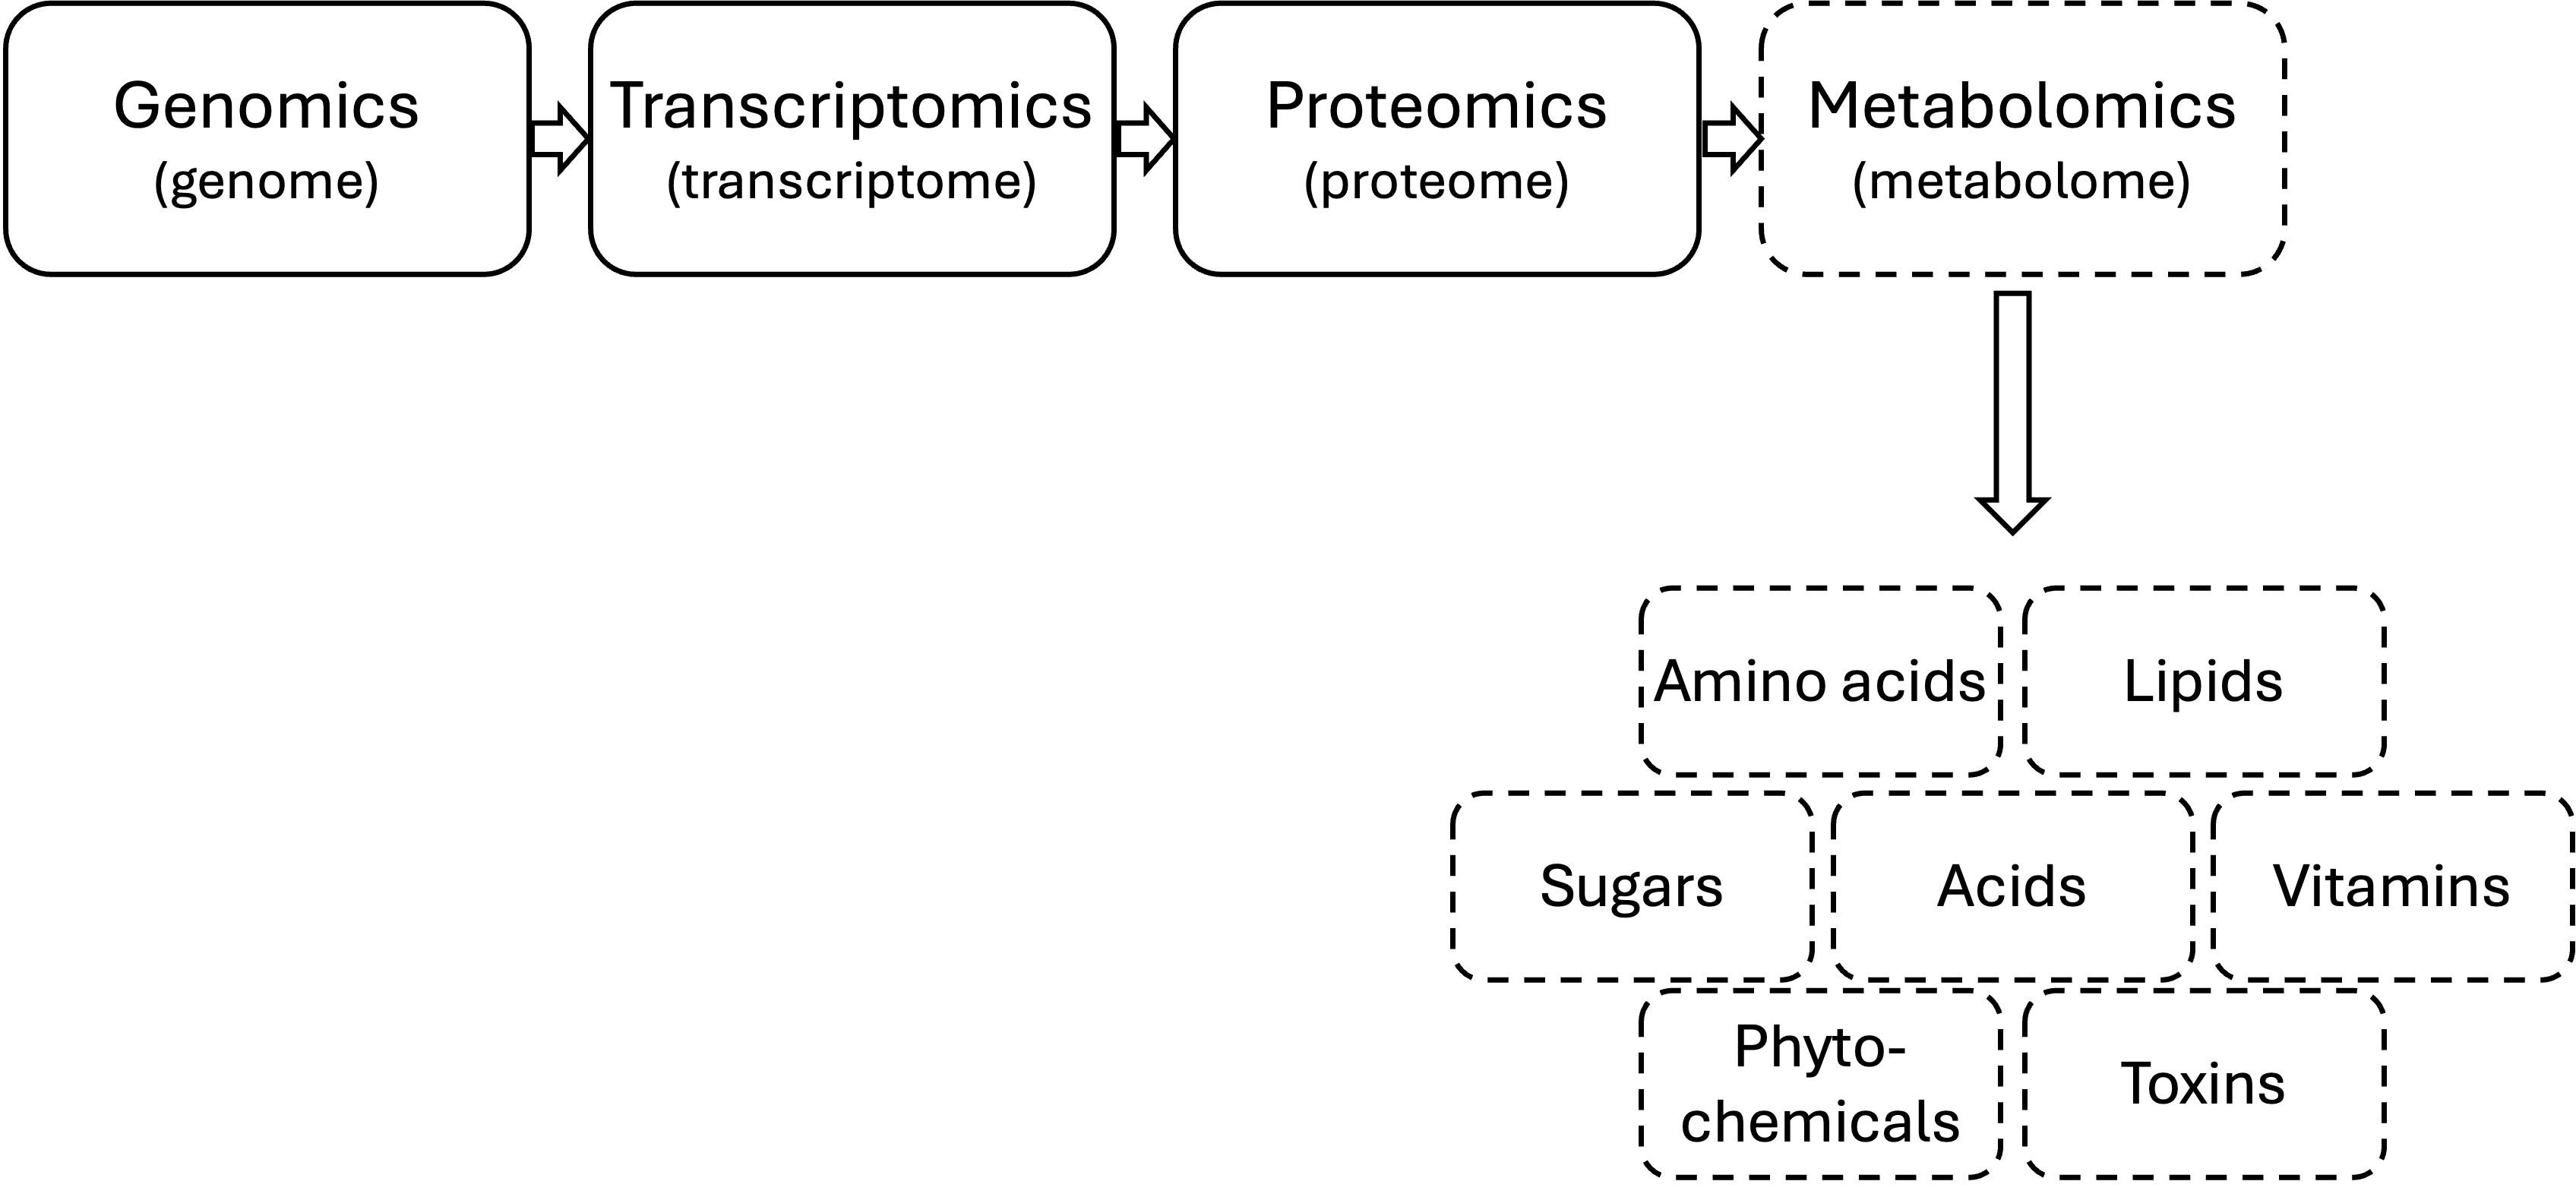 Genomics
(genome)
Transcriptomics
(transcriptome)
Proteomics
(proteome)
Metabolomics
(metabolome)
Amino acids
Lipids
Sugars
Acids
Vitamins
Phyto-
chemicals
Toxins